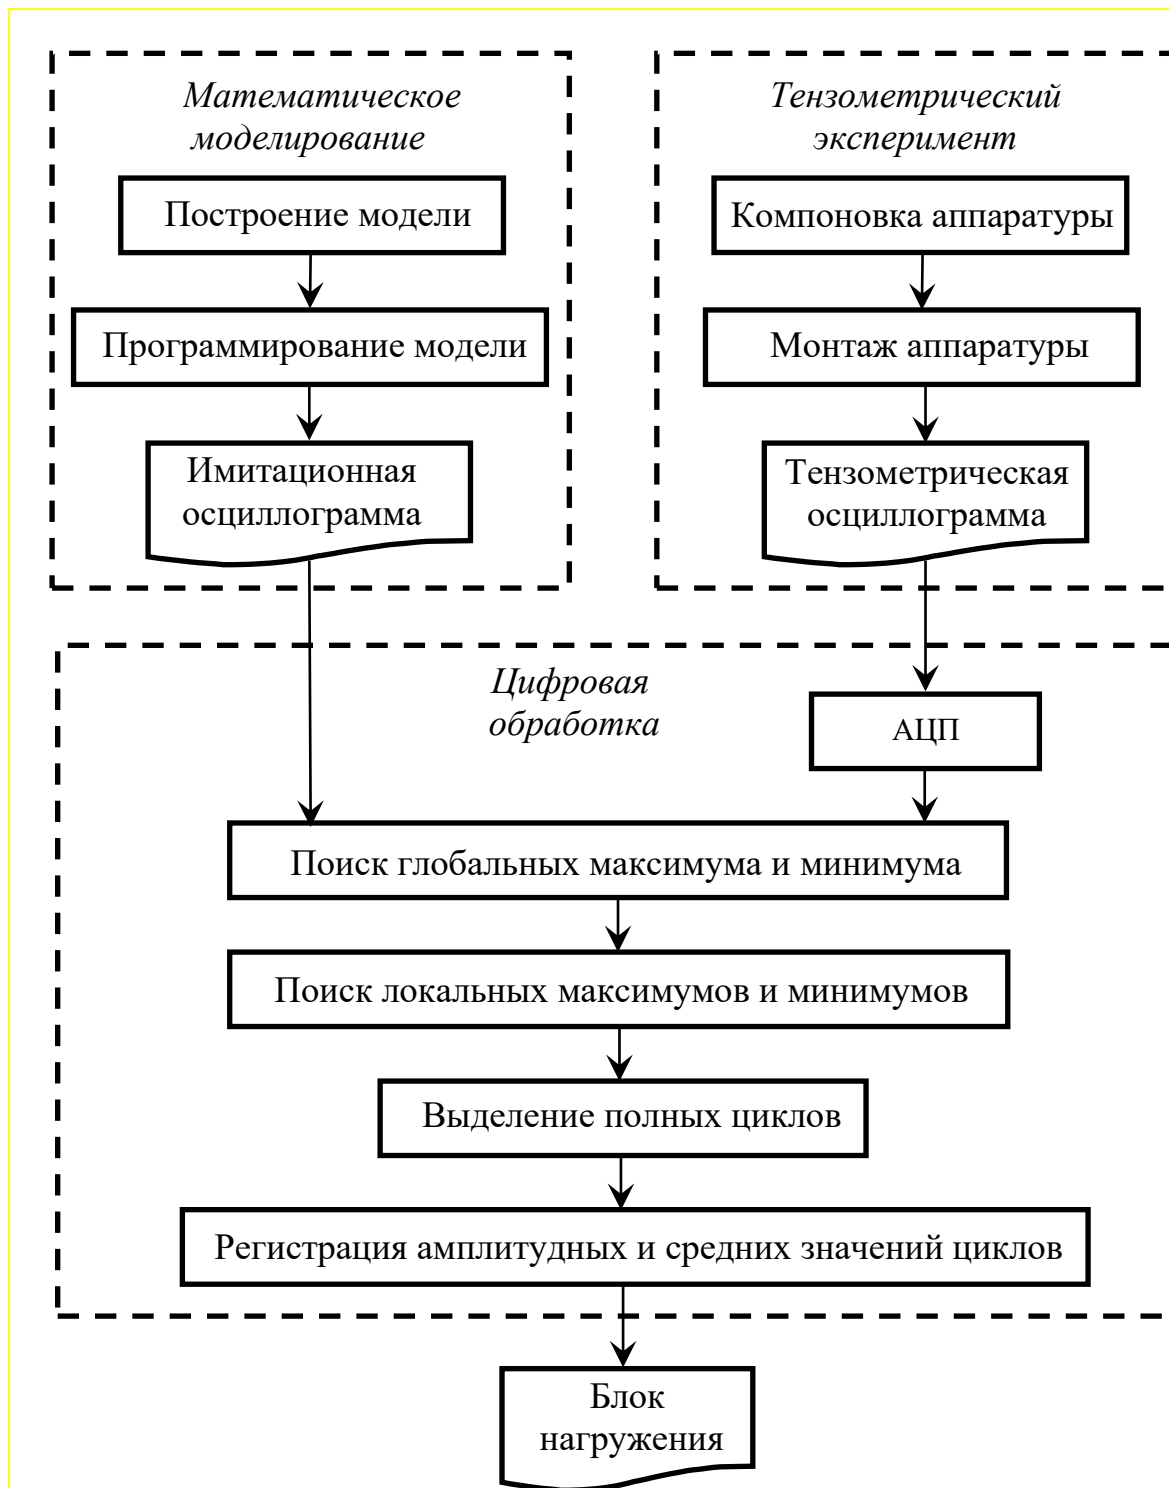 Математическое
моделирование
Построение модели
Программирование модели
Имитационная
осциллограмма
Тензометрический
эксперимент
Компоновка аппаратуры
Монтаж аппаратуры
Тензометрическая
осциллограмма
Цифровая
обработка
АЦП
Поиск глобальных максимума и минимума
Поиск локальных максимумов и минимумов
Выделение полных циклов
Регистрация амплитудных и средних значений циклов
Блок
нагружения